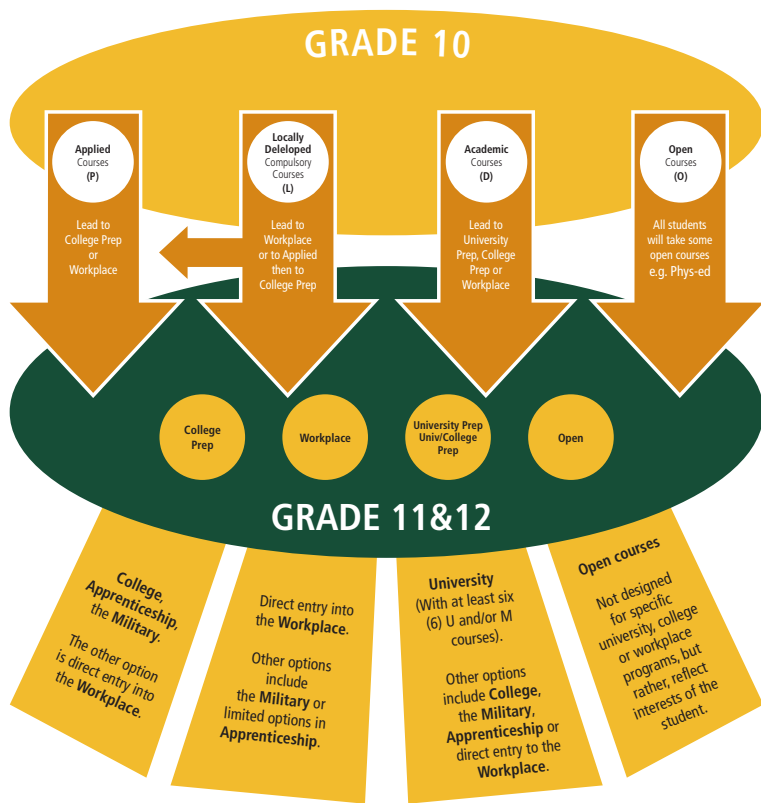 GRADE 10
Applied
Courses
(P)
Lead to
College Prep
or
Workplace
Locally
Deleloped
Compulsory
Courses
(L)
Lead to
Workplace
or to Applied
then to
College Prep
Academic
Courses
(D)
Lead to
University
Prep, College
Prep or
Workplace
Open
Courses
(O)
All students
will take some
open courses
e.g. Phys-ed
College
Prep
Workplace
University Prep
Univ/College
Prep
Open
GRADE 11&12
College,
Apprenticeship,
the Military.
The other option
is direct entry into
the Workplace.
Direct entry into
the Workplace.
Other options
include
the Military or
limited options in
Apprenticeship.
University
(With at least six
(6) U and/or M
courses).
Other options
include College,
the Military,
Apprenticeship or
direct entry to the
Workplace.
Open courses
Not designed
for specific
university, college
or workplace
programs, but
rather, reflect
interests of the
student.